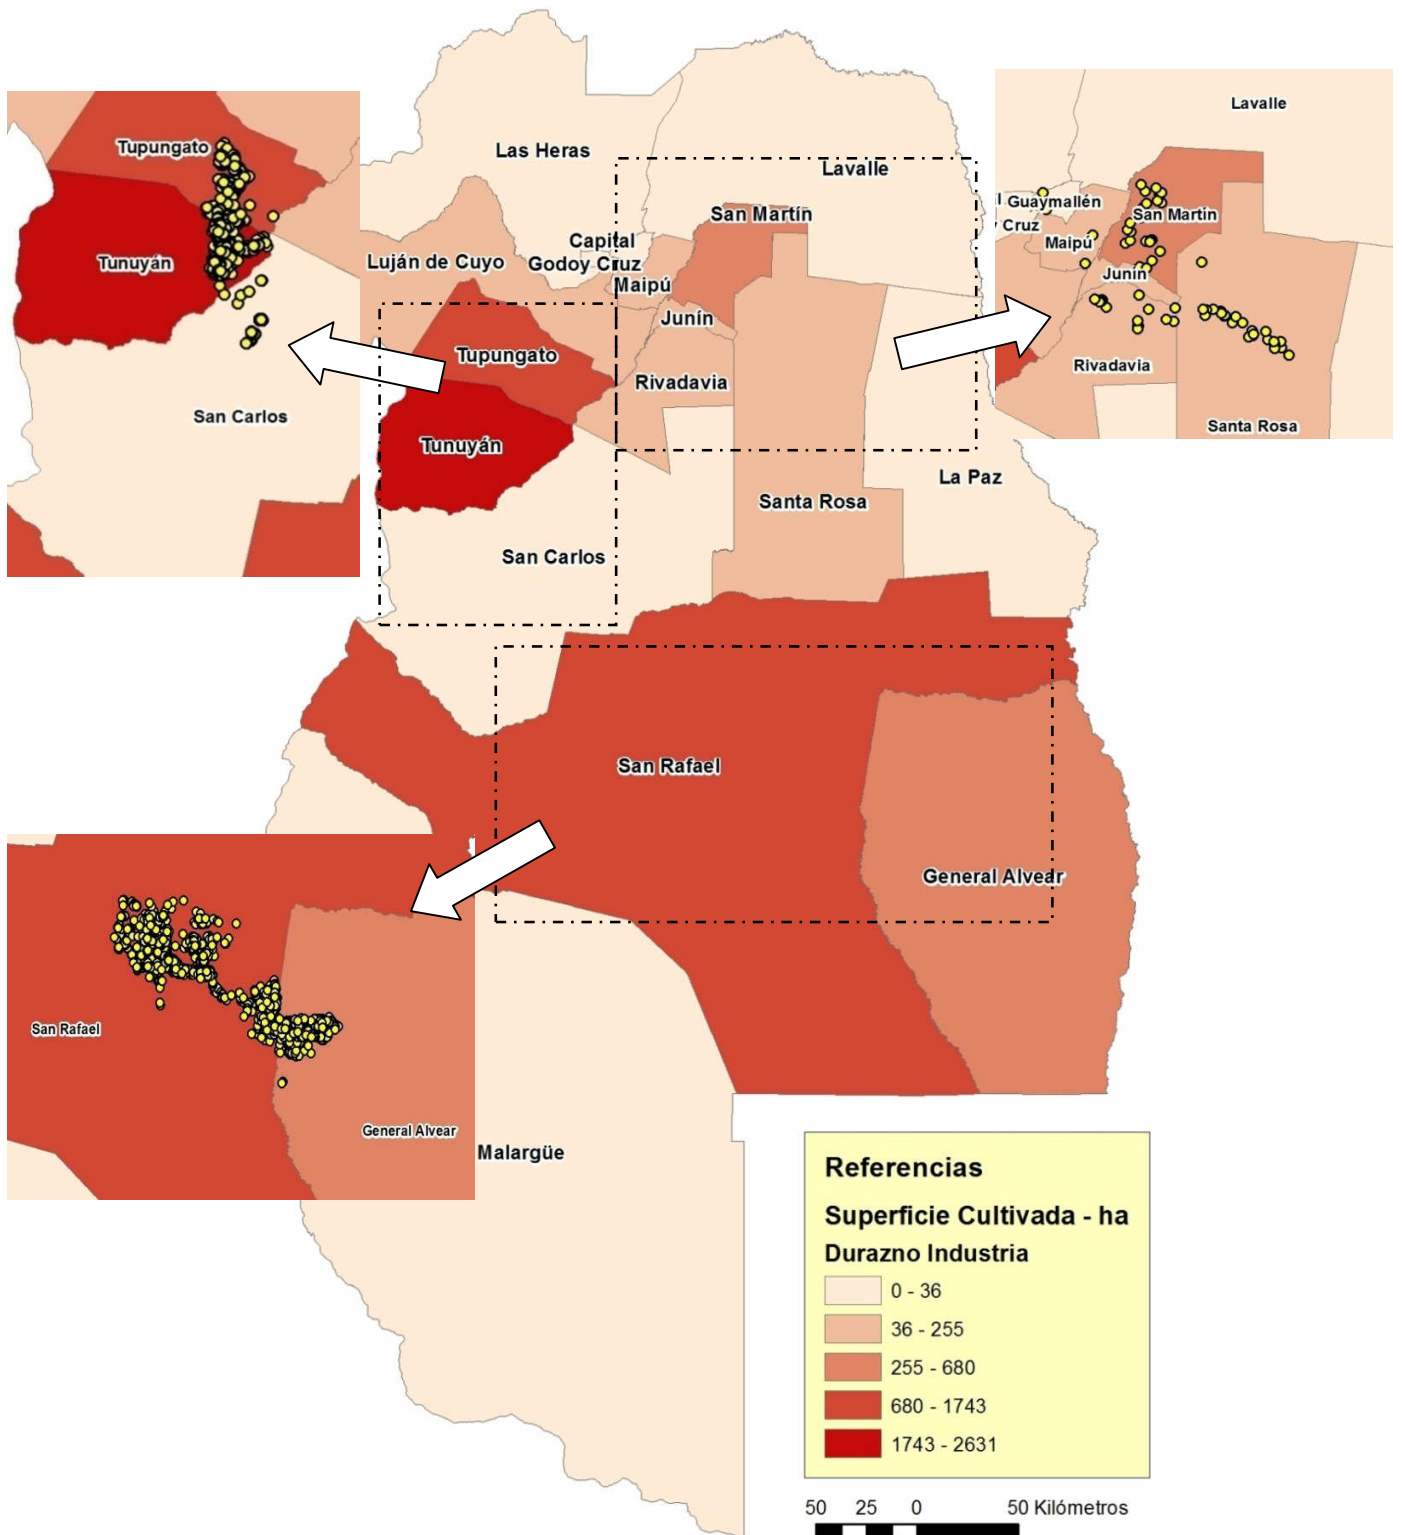 Las Heras
Lavalle
San Martín
Capital
Luján de Cuyo
Godoy Cruz
Maipú
Junín
Tupungato
Rivadavia
Tunuyán
La Paz
Santa Rosa
San Carlos
San Rafael
General Alvear
Malargüe
Tupungato
Tunuyán
San Carlos
Lavalle
Guaymallén
Cruz
San Martín
Maipú
Junín
Rivadavia
Santa Rosa
San Rafael
General Alvear
Referencias
Superficie Cultivada - ha
Durazno Industria
0 - 36
36 - 255
255 - 680
680 - 1743
1743 - 2631
50 25 0 50 Kilómetros